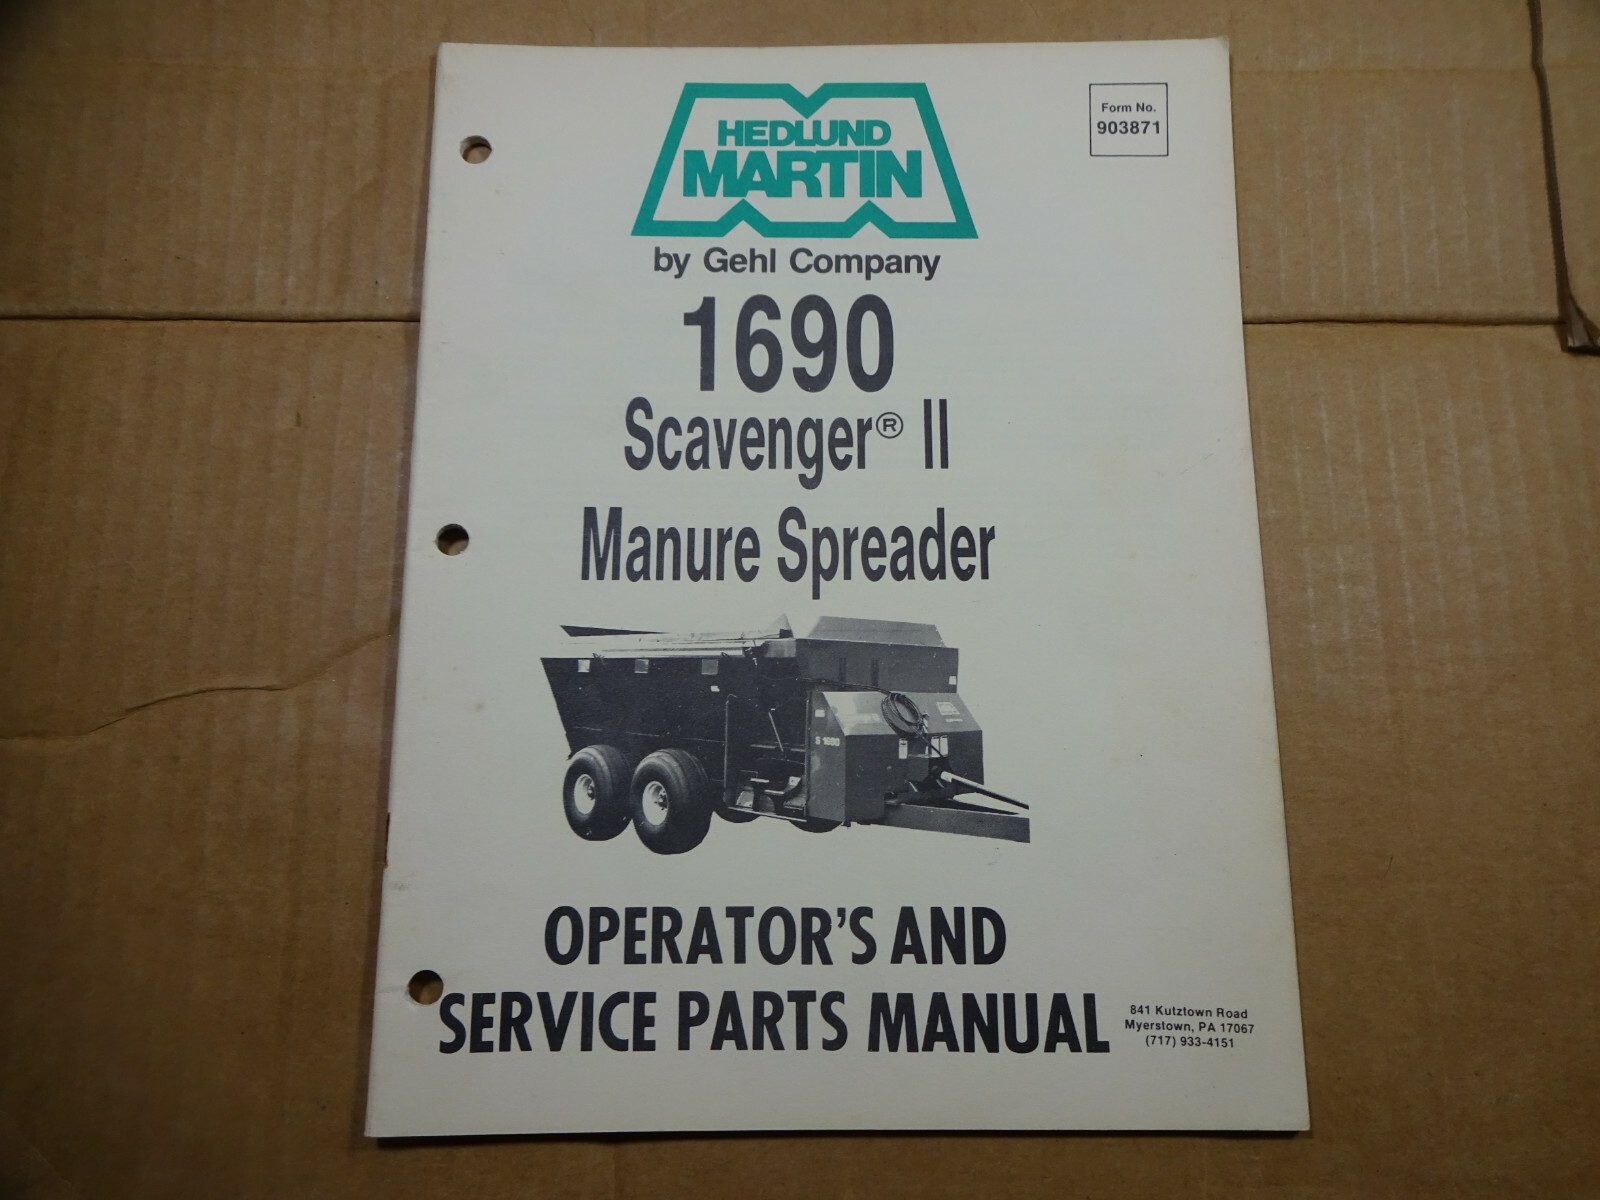 HEDLUND
MARTIN
by Gehl Company
Form No.
903871
1690
Scavenger® II
Manure Spreader
S 1690
OPERATOR'S AND
SERVICE PARTS MANUAL
841 Kutztown Road
Myerstown, PA 17067
(717) 933-4151